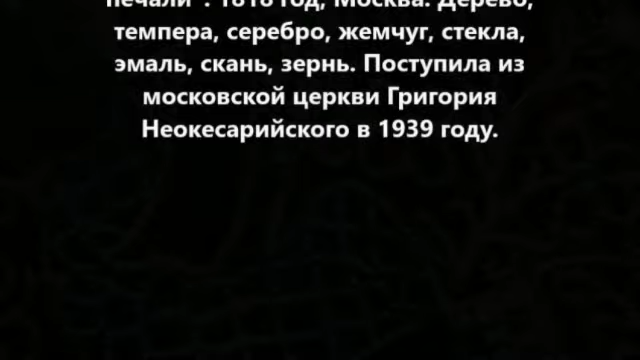 печали". 1818 год, Москва. Дерево,
темпера, серебро, жемчуг, стекла,
эмаль, скань, зернь. Поступила из
московской церкви Григория
Неокесарийского в 1939 году.